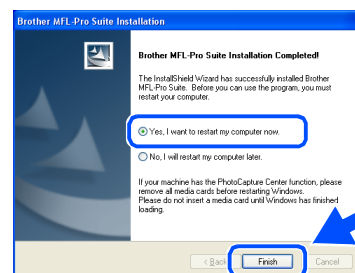 Brother MFL-Pro Suite Installation
Brother MFL-Pro Suite Installation Completed!
The InstallShield Wizard has successfully installed Brother
MFL-Pro Suite. Before you can use the program, you must
restart your computer.
Yes, I want to restart my computer now.
No, I will restart my computer later.
If your machine has the PhotoCapture Center function, please
remove all media cards before restarting Windows.
Please do not insert a media card until Windows has finished
loading.
< Back Finish Cancel